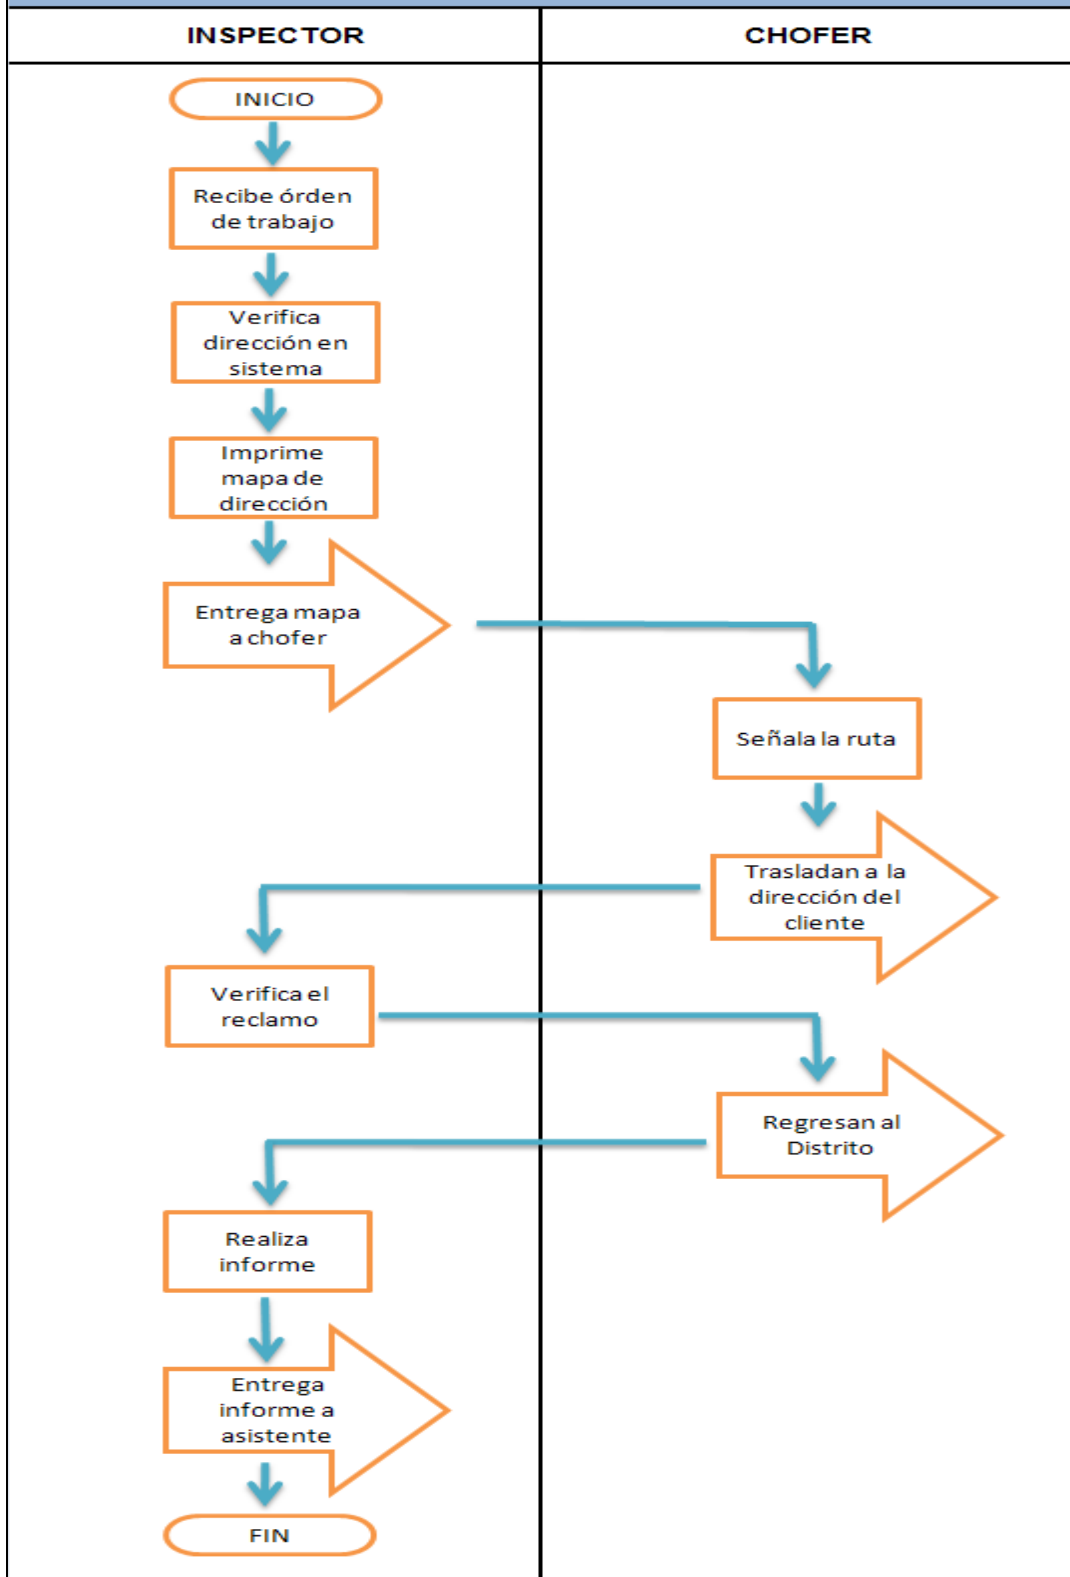 INSPECTOR
CHOFER
INICIO
Recibe órden
de trabajo
Verifica
dirección en
sistema
Imprime
mapa de
dirección
Entrega mapa
a chofer
Señala la ruta
Trasladan a la
dirección del
cliente
Verifica el
reclamo
Regresan al
Distrito
Realiza
informe
Entrega
informe a
asistente
FIN